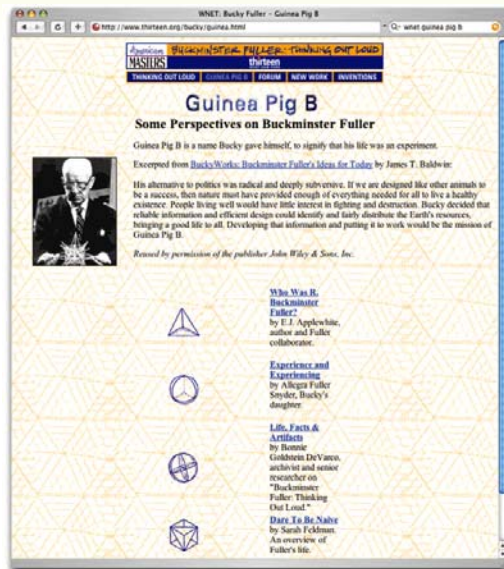 WNET: Bucky Fuller – Guinea Pig B
http://www.thirteen.org/bucky/guinea.html
wnet guinea pig b
American MASTERS
BUCKMINSTER FULLER: THINKING OUT LOUD
thirteen
THINKING OUT LOUD GUINEA PIG B FORUM NEW WORK INVENTIONS
Guinea Pig B
Some Perspectives on Buckminster Fuller
Guinea Pig B is a name Bucky gave himself, to signify that his life was an experiment.
Excerpted from BuckyWorks: Buckminster Fuller's Ideas for Today by James T. Baldwin:
His alternative to politics was radical and deeply subversive. If we are designed like other animals to
be a success, then nature must have provided enough of everything needed for all to live a healthy
existence. People living well would have little interest in fighting and destruction. Bucky decided that
reliable information and efficient design could identify and fairly distribute the Earth's resources,
bringing a good life to all. Developing that information and putting it to work would be the mission of
Guinea Pig B.
Reused by permission of the publisher John Wiley & Sons, Inc.
Who Was R.
Buckminster
Fuller?
by E.J. Applewhite,
author and Fuller
collaborator.
Experience and
Experiencing
by Allegra Fuller
Snyder, Bucky's
daughter.
Life, Facts &
Artifacts
by Bonnie
Goldstein DeVarco,
archivist and senior
researcher on
"Buckminster
Fuller: Thinking
Out Loud."
Dare To Be Naive
by Sarah Feldman.
An overview of
Fuller's life.